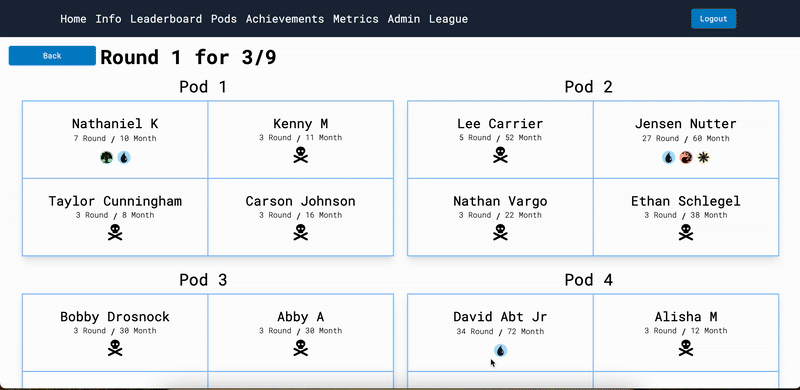 Home Info Leaderboard Pods Achievements Metrics Admin League
Logout
Back
Round 1 for 3/9
Pod 1
Nathaniel K
7 Round / 10 Month
Kenny M
3 Round / 11 Month
Taylor Cunningham
3 Round / 8 Month
Carson Johnson
3 Round / 16 Month
Pod 2
Lee Carrier
5 Round / 52 Month
Jensen Nutter
27 Round / 60 Month
Nathan Vargo
3 Round / 22 Month
Ethan Schlegel
3 Round / 38 Month
Pod 3
Bobby Drosnock
3 Round / 30 Month
Abby A
3 Round / 30 Month
Pod 4
David Abt Jr
34 Round / 72 Month
Alisha M
3 Round / 12 Month